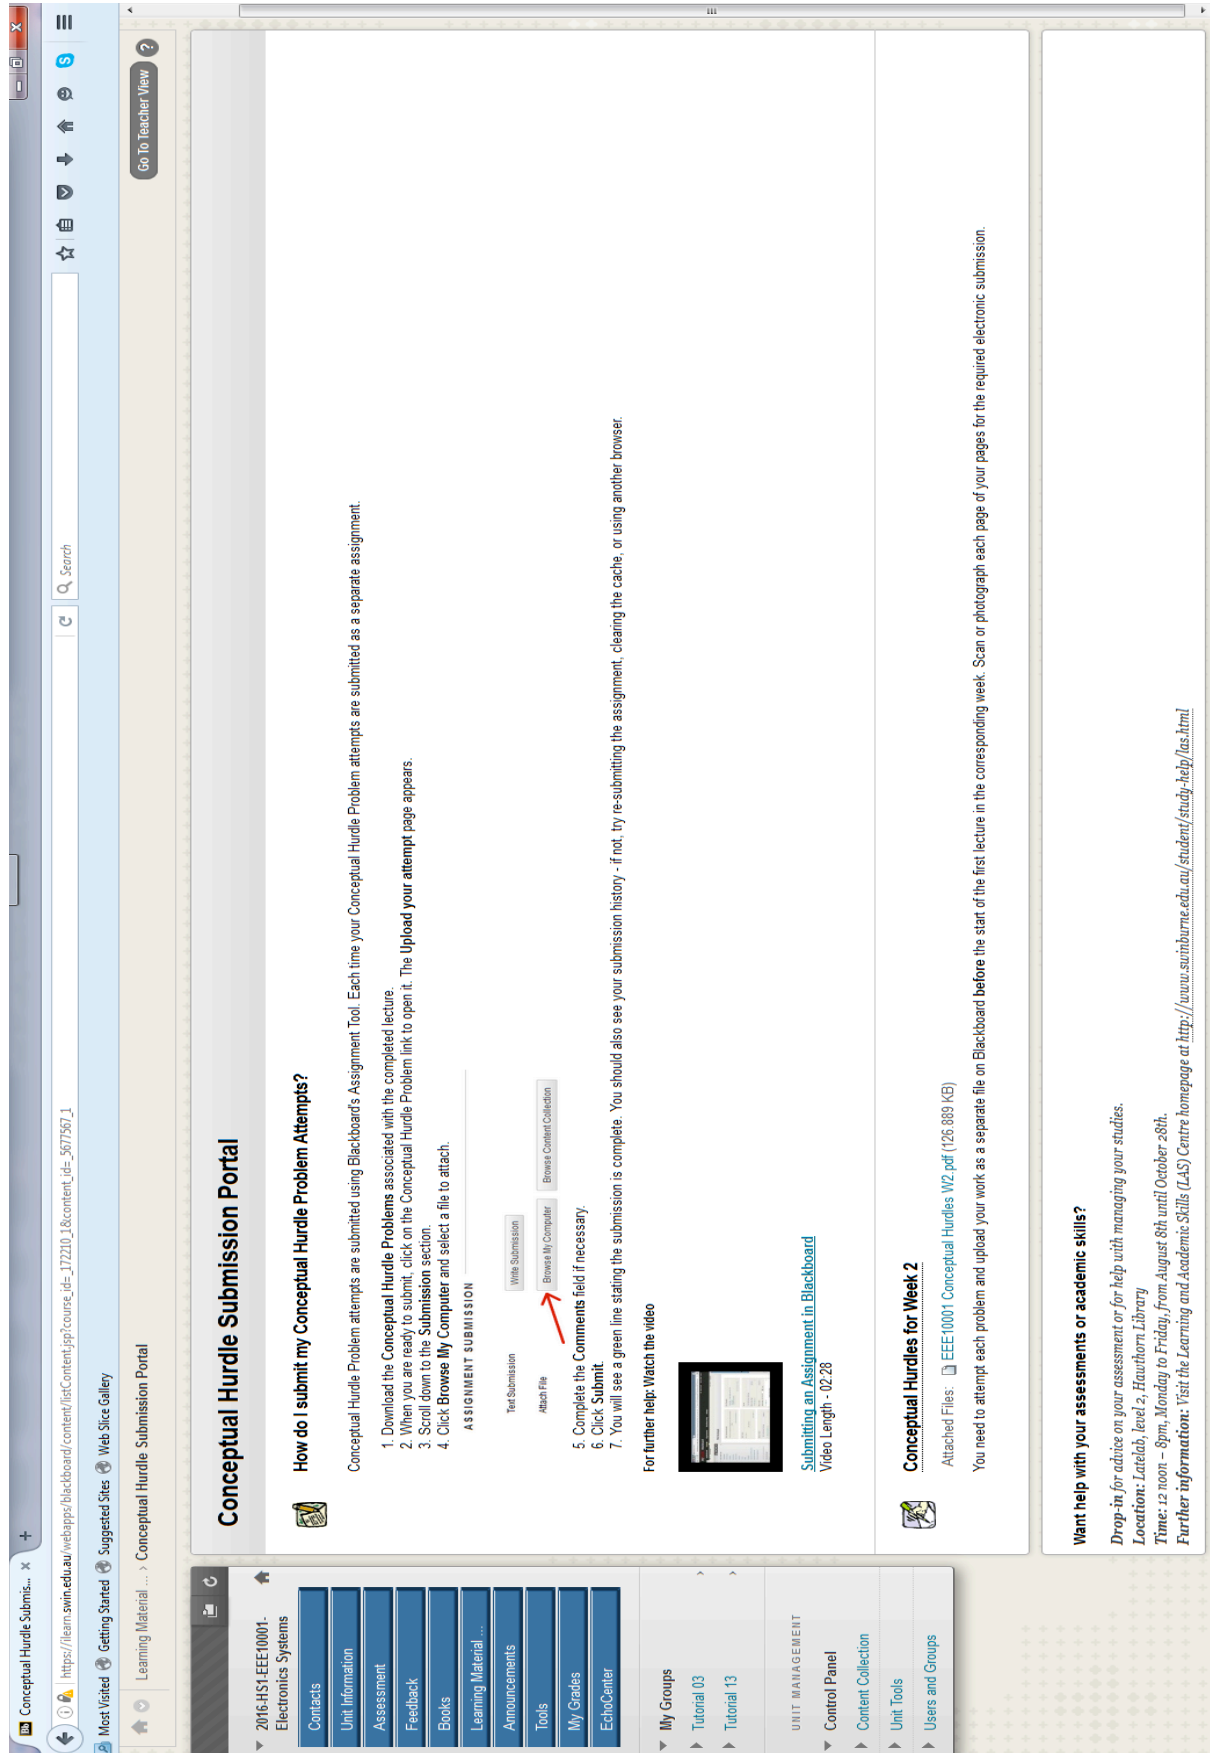 Conceptual Hurdle Submis... × +
https://ilearn.swin.edu.au/webapps/blackboard/content/listContent.jsp?course_id=_172210_1&content_id=_5677567_1
Search
Most Visited Getting Started Suggested Sites Web Slice Gallery
Learning Material ... > Conceptual Hurdle Submission Portal
Go To Teacher View ?
2016-HS1-EEE10001-
Electronics Systems
Contacts
Unit Information
Assessment
Feedback
Books
Learning Material ...
Announcements
Tools
My Grades
EchoCenter
My Groups
Tutorial 03
Tutorial 13
UNIT MANAGEMENT
Control Panel
Content Collection
Unit Tools
Users and Groups
Conceptual Hurdle Submission Portal
How do I submit my Conceptual Hurdle Problem Attempts?
Conceptual Hurdle Problem attempts are submitted using Blackboard's Assignment Tool. Each time your Conceptual Hurdle Problem attempts are submitted as a separate assignment.
1. Download the Conceptual Hurdle Problems associated with the completed lecture.
2. When you are ready to submit, click on the Conceptual Hurdle Problem link to open it. The Upload your attempt page appears.
3. Scroll down to the Submission section.
4. Click Browse My Computer and select a file to attach.
ASSIGNMENT SUBMISSION
Text Submission Write Submission
Attach File Browse My Computer Browse Content Collection
5. Complete the Comments field if necessary.
6. Click Submit.
7. You will see a green line stating the submission is complete. You should also see your submission history - if not, try re-submitting the assignment, clearing the cache, or using another browser.
For further help: Watch the video
Submitting an Assignment in Blackboard
Video Length - 02:28
Conceptual Hurdles for Week 2
Attached Files: EEE10001 Conceptual Hurdles W2.pdf (126.889 KB)
You need to attempt each problem and upload your work as a separate file on Blackboard before the start of the first lecture in the corresponding week. Scan or photograph each page of your pages for the required electronic submission.
Want help with your assessments or academic skills?
Drop-in for advice on your assessment or for help with managing your studies.
Location: Latelab, level 2, Hawthorn Library
Time: 12 noon – 8pm, Monday to Friday, from August 8th until October 28th.
Further information: Visit the Learning and Academic Skills (LAS) Centre homepage at http://www.swinburne.edu.au/student/study-help/las.html